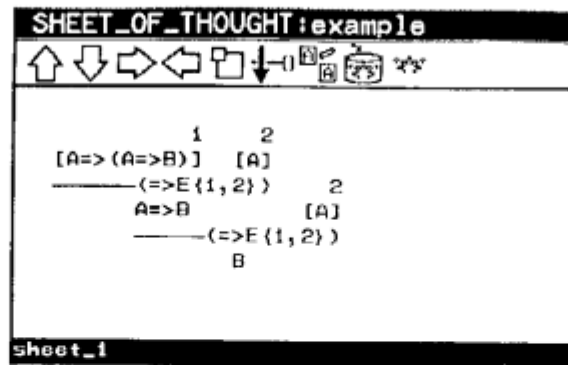 SHEET_OF_THOUGHT:example
1 2
[A=>(A=>B)] [A]
(=>E{1,2}) 2
A=>B [A]
(=>E{1,2})
B
sheet_1